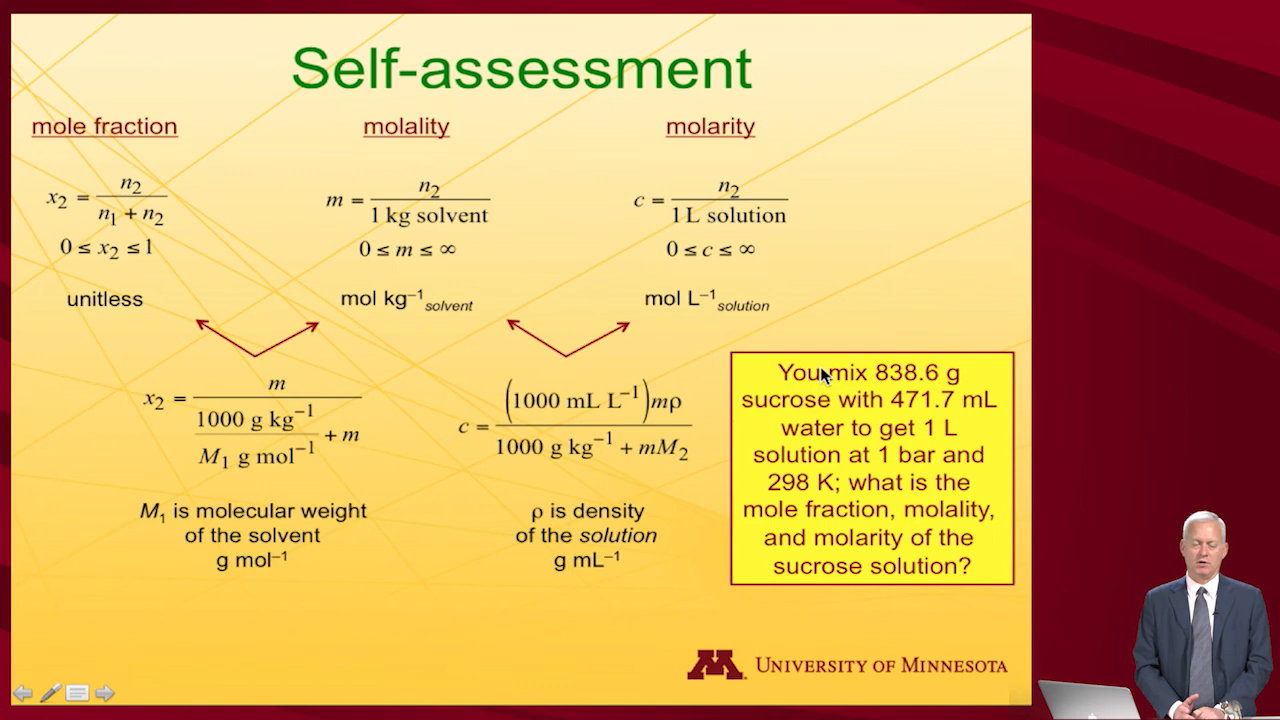 Self-assessment
mole fraction
x₂ = n₂ / (n₁ + n₂)
0 ≤ x₂ ≤ 1
unitless
molality
m = n₂ / 1 kg solvent
0 ≤ m ≤ ∞
mol kg⁻¹ solvent
molarity
c = n₂ / 1 L solution
0 ≤ c ≤ ∞
mol L⁻¹ solution
x₂ = m / (1000 g kg⁻¹ / M₁ g mol⁻¹ + m)
M₁ is molecular weight
of the solvent
g mol⁻¹
c = (1000 mL L⁻¹)mρ / (1000 g kg⁻¹ + mM₂)
ρ is density
of the solution
g mL⁻¹
You mix 838.6 g
sucrose with 471.7 mL
water to get 1 L
solution at 1 bar and
298 K; what is the
mole fraction, molality,
and molarity of the
sucrose solution?
M UNIVERSITY OF MINNESOTA